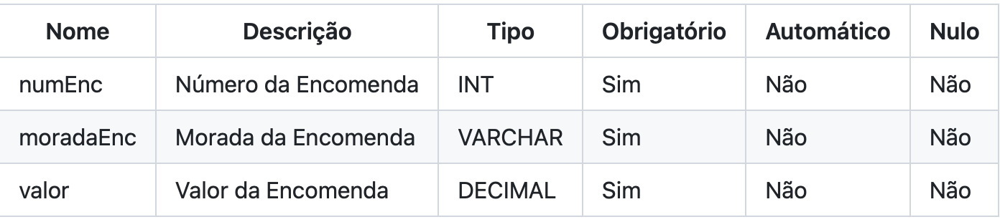 Nome Descrição Tipo Obrigatório Automático Nulo
numEnc Número da Encomenda INT Sim Não Não
moradaEnc Morada da Encomenda VARCHAR Sim Não Não
valor Valor da Encomenda DECIMAL Sim Não Não